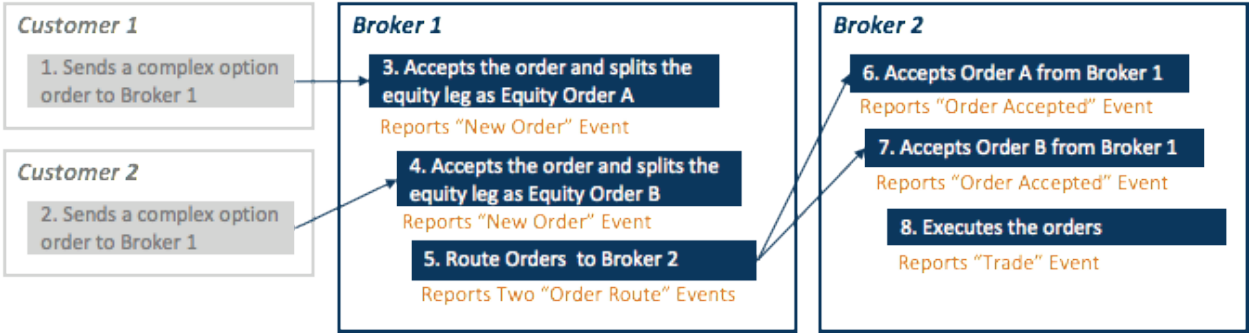 Customer 1
1. Sends a complex option
order to Broker 1
Customer 2
2. Sends a complex option
order to Broker 1
Broker 1
3. Accepts the order and splits the
equity leg as Equity Order A
Reports “New Order” Event
4. Accepts the order and splits the
equity leg as Equity Order B
Reports “New Order” Event
5. Route Orders to Broker 2
Reports Two “Order Route” Events
Broker 2
6. Accepts Order A from Broker 1
Reports “Order Accepted” Event
7. Accepts Order B from Broker 1
Reports “Order Accepted” Event
8. Executes the orders
Reports “Trade” Event